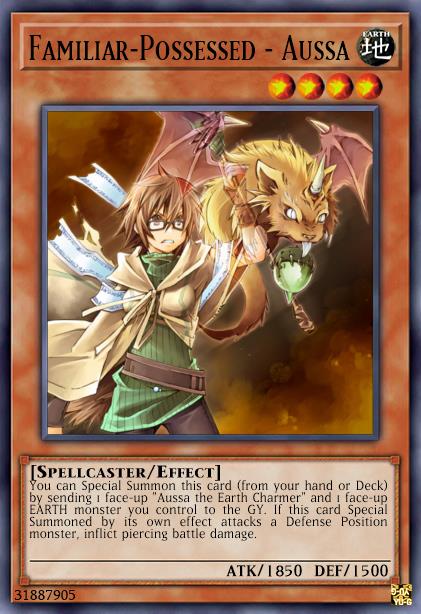 Familiar-Possessed - Aussa
EARTH
地
[Spellcaster/Effect]
You can Special Summon this card (from your hand or Deck)
by sending 1 face-up "Aussa the Earth Charmer" and 1 face-up
EARTH monster you control to the GY. If this card Special
Summoned by its own effect attacks a Defense Position
monster, inflict piercing battle damage.
ATK/1850 DEF/1500
31887905